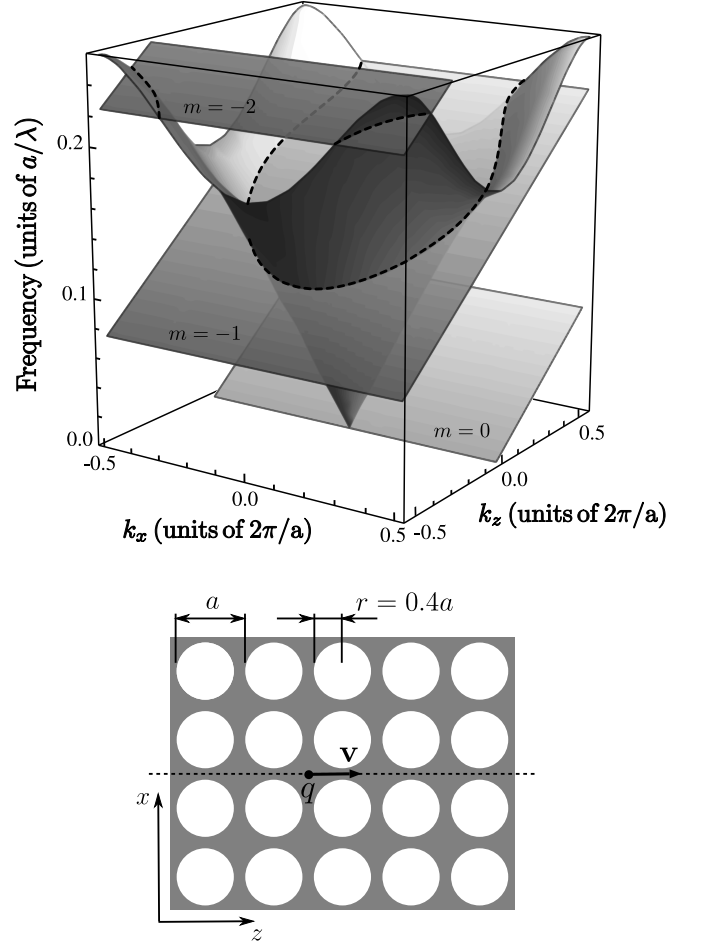 m = −2
0.2
Frequency (units of a/λ)
0.1
m = −1
0.0
m = 0
-0.5
0.5
0.0
0.0
k_x (units of 2π/a)
k_z (units of 2π/a)
0.5
-0.5
a
r = 0.4a
v
q
x
z